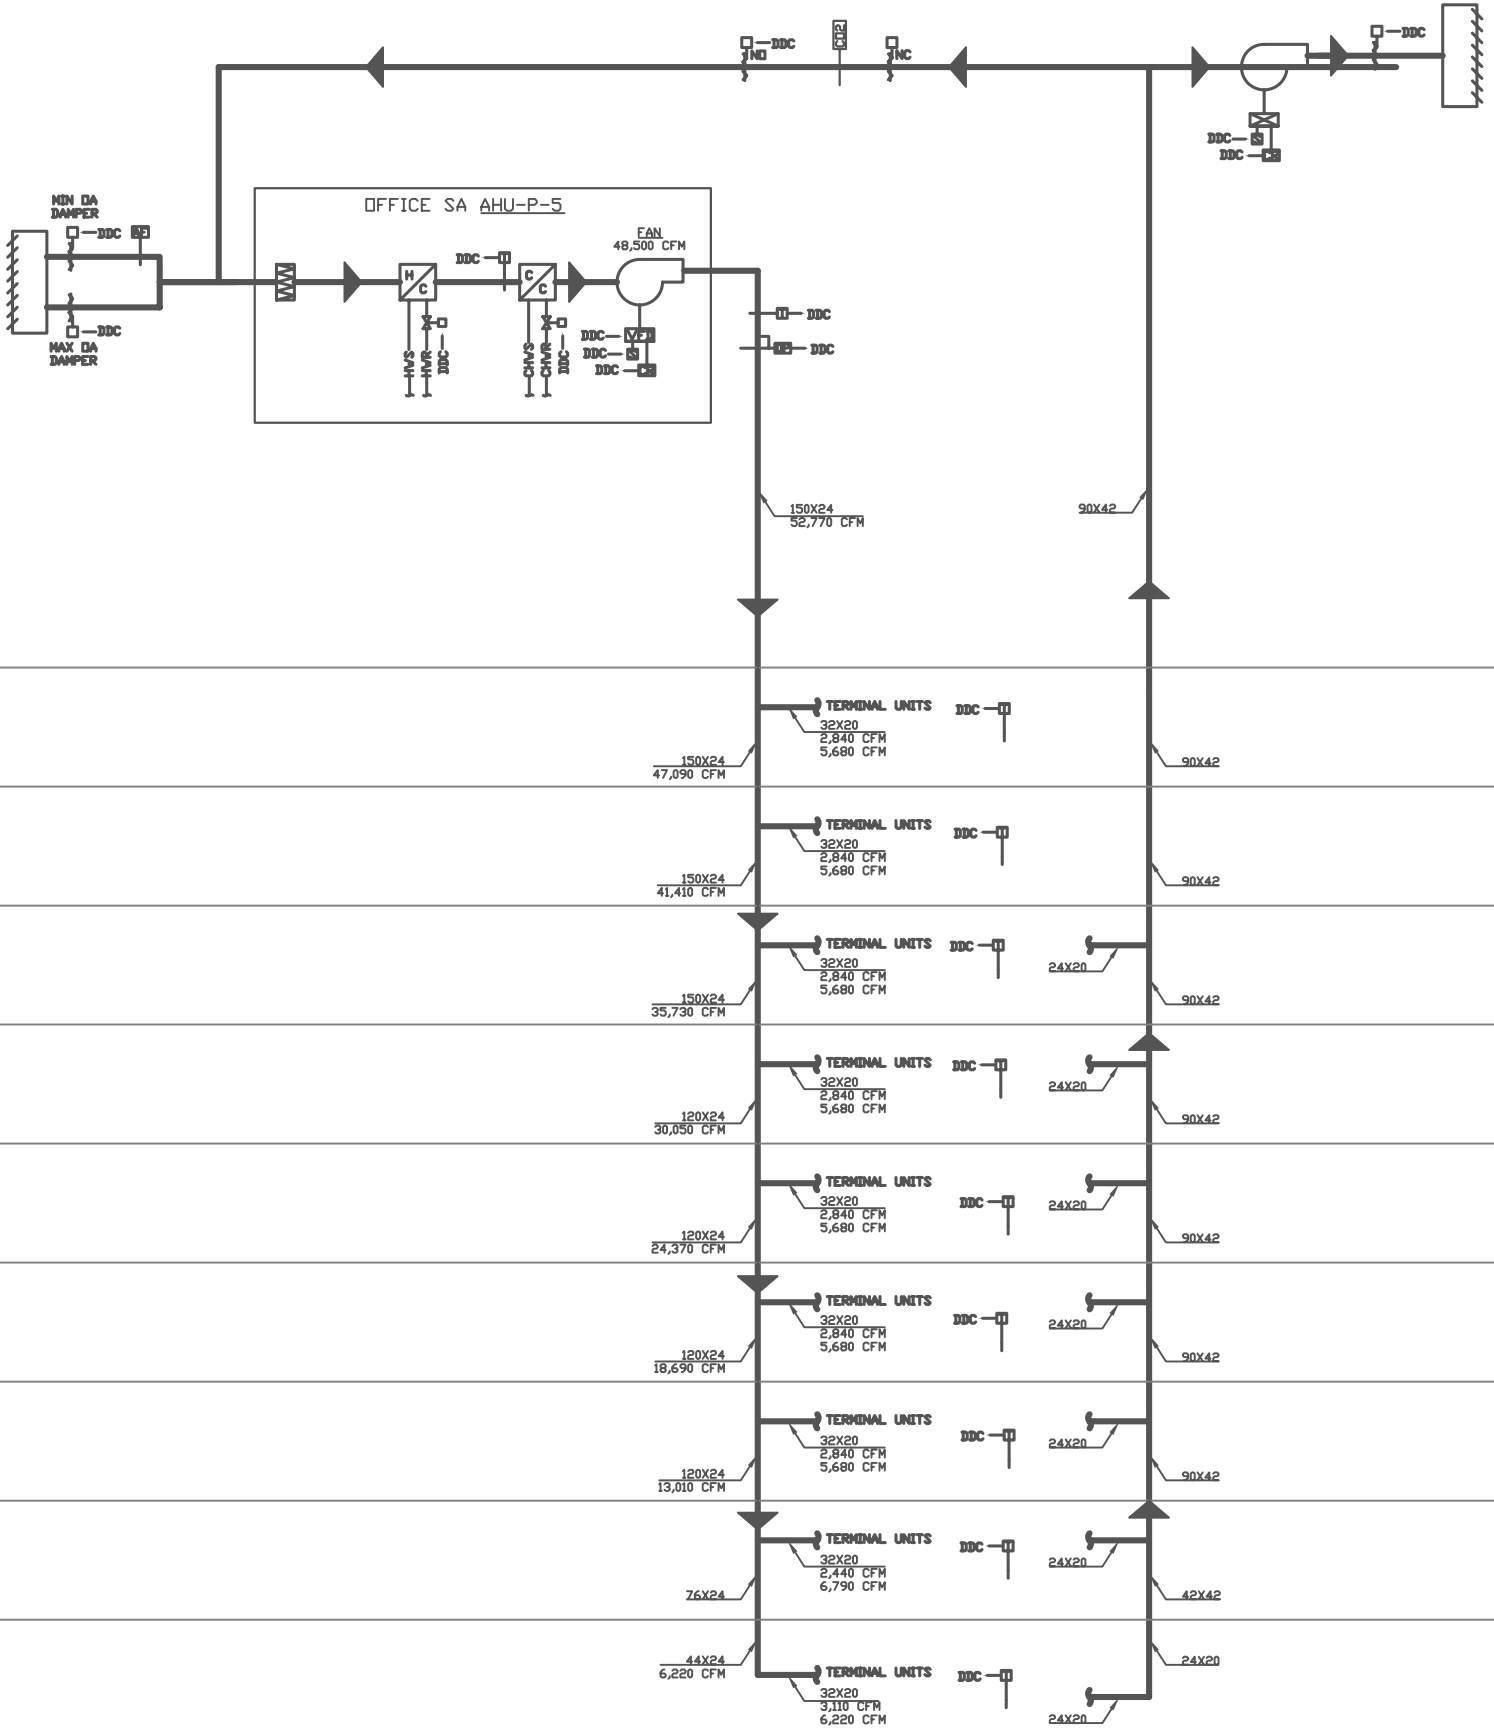 DDC
CO2
DDC
NO
NC
DDC
DDC
MIN OA
DAMPER
DDC
AF
MAX OA
DAMPER
DDC
OFFICE SA AHU-P-5
FAN
48,500 CFM
H
C
DDC
T
C
C
HWS
HWR
DDC
CHWS
CHWR
DDC
DDC
VFD
DDC
S
DDC
CR
T
DDC
DDC
DDC
S
DDC
CR
150X24
52,770 CFM
90X42
TERMINAL UNITS
DDC
T
32X20
2,840 CFM
5,680 CFM
150X24
47,090 CFM
90X42
TERMINAL UNITS
DDC
T
32X20
2,840 CFM
5,680 CFM
150X24
41,410 CFM
90X42
TERMINAL UNITS
DDC
T
32X20
2,840 CFM
5,680 CFM
24X20
150X24
35,730 CFM
90X42
TERMINAL UNITS
DDC
T
32X20
2,840 CFM
5,680 CFM
24X20
120X24
30,050 CFM
90X42
TERMINAL UNITS
DDC
T
32X20
2,840 CFM
5,680 CFM
24X20
120X24
24,370 CFM
90X42
TERMINAL UNITS
DDC
T
32X20
2,840 CFM
5,680 CFM
24X20
120X24
18,690 CFM
90X42
TERMINAL UNITS
DDC
T
32X20
2,840 CFM
5,680 CFM
24X20
120X24
13,010 CFM
90X42
TERMINAL UNITS
DDC
T
32X20
2,440 CFM
6,790 CFM
24X20
76X24
42X42
44X24
6,220 CFM
24X20
TERMINAL UNITS
DDC
T
32X20
3,110 CFM
6,220 CFM
24X20